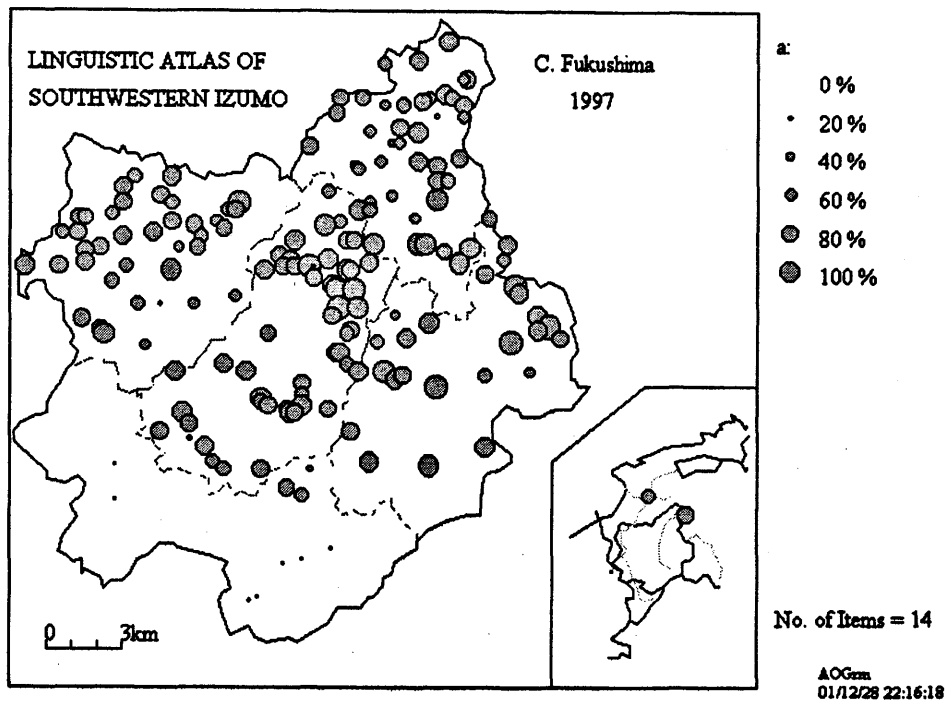 LINGUISTIC ATLAS OF
SOUTHWESTERN IZUMO
C. Fukushima
1997
a:
0 %
20 %
40 %
60 %
80 %
100 %
0 3km
No. of Items = 14
AOGrm
01/12/28 22:16:18